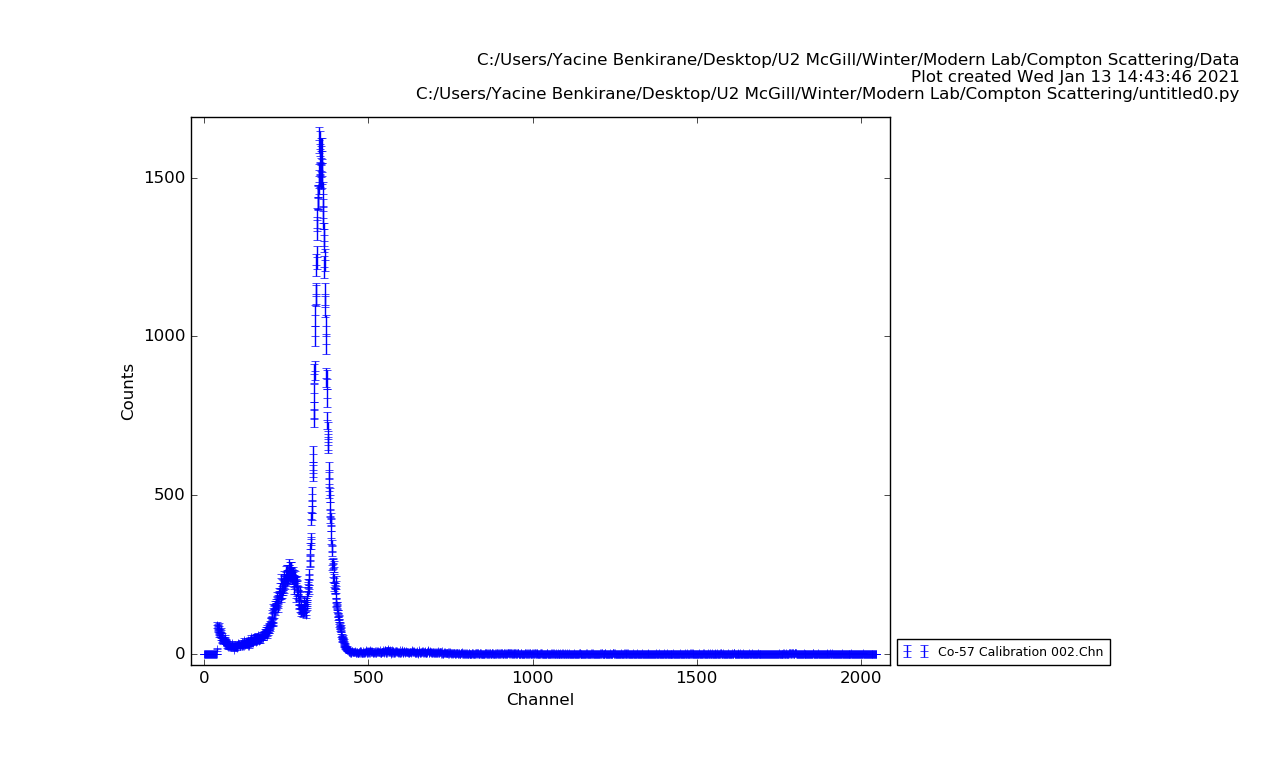 C:/Users/Yacine Benkirane/Desktop/U2 McGill/Winter/Modern Lab/Compton Scattering/Data
Plot created Wed Jan 13 14:43:46 2021
C:/Users/Yacine Benkirane/Desktop/U2 McGill/Winter/Modern Lab/Compton Scattering/untitled0.py
1500
1000
500
0
Counts
0 500 1000 1500 2000
Channel
Co-57 Calibration 002.Chn